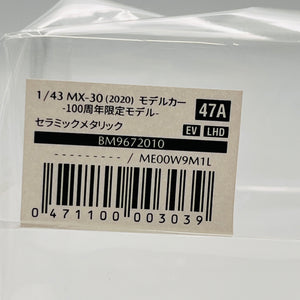 1/43 MX-30 (2020) モデルカー
-100周年限定モデル-
47A
セラミックメタリック
EV LHD
BM9672010
---------- / ME00W9M1L
0 471100 003039